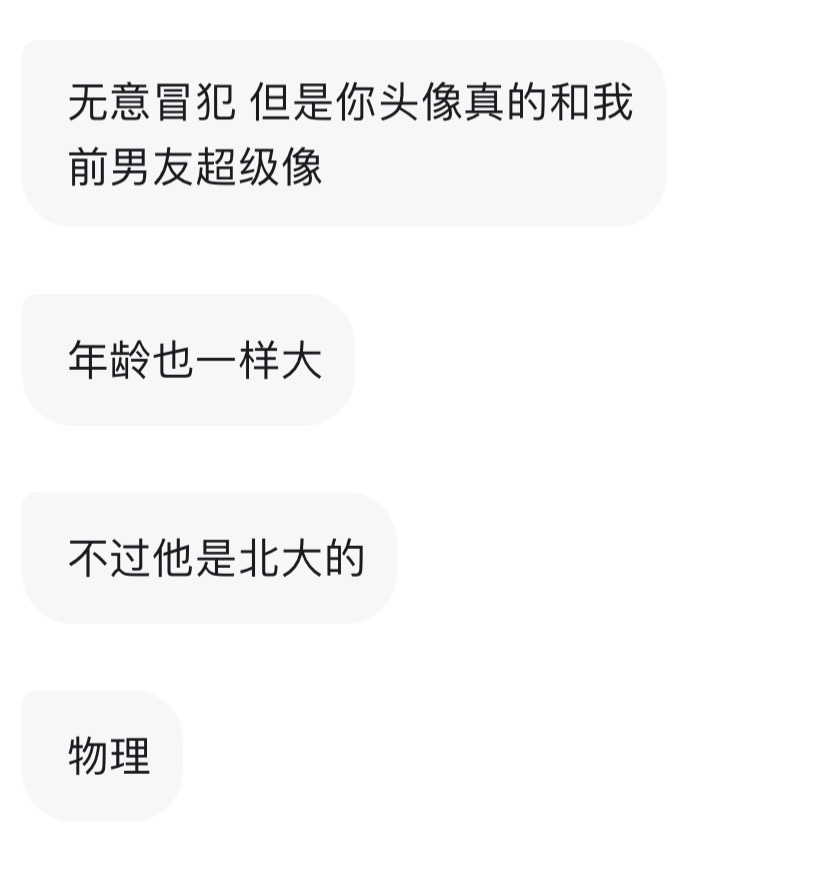 无意冒犯 但是你头像真的和我
前男友超级像
年龄也一样大
不过他是北大的
物理